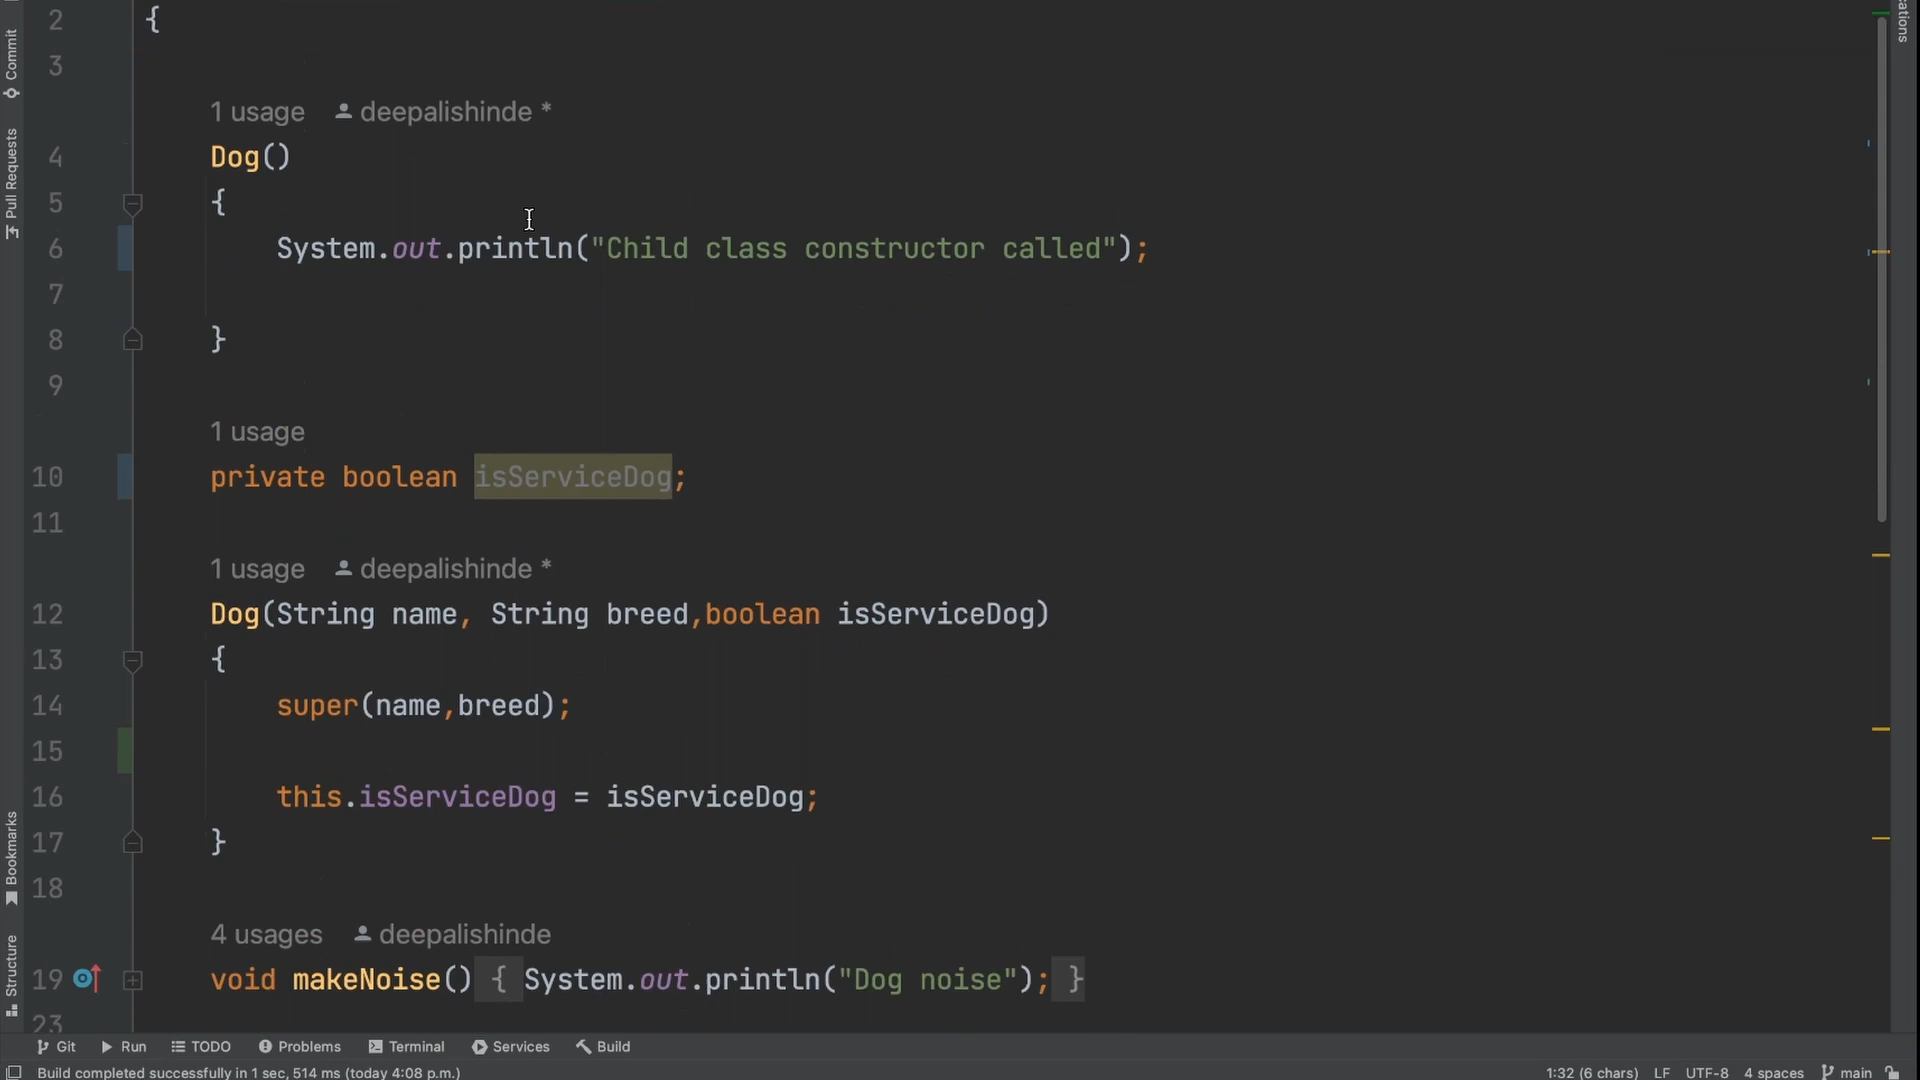 Commit
Pull Requests
Bookmarks
Structure
2 {
3
1 usage deepalishinde *
4 Dog()
5 {
6 System.out.println("Child class constructor called");
7
8 }
9
1 usage
10 private boolean isServiceDog;
11
1 usage deepalishinde *
12 Dog(String name, String breed,boolean isServiceDog)
13 {
14 super(name,breed);
15
16 this.isServiceDog = isServiceDog;
17 }
18
4 usages deepalishinde
19 void makeNoise() { System.out.println("Dog noise"); }
23
Git Run TODO Problems Terminal Services Build
Build completed successfully in 1 sec, 514 ms (today 4:08 p.m.) 1:32 (6 chars) LF UTF-8 4 spaces main